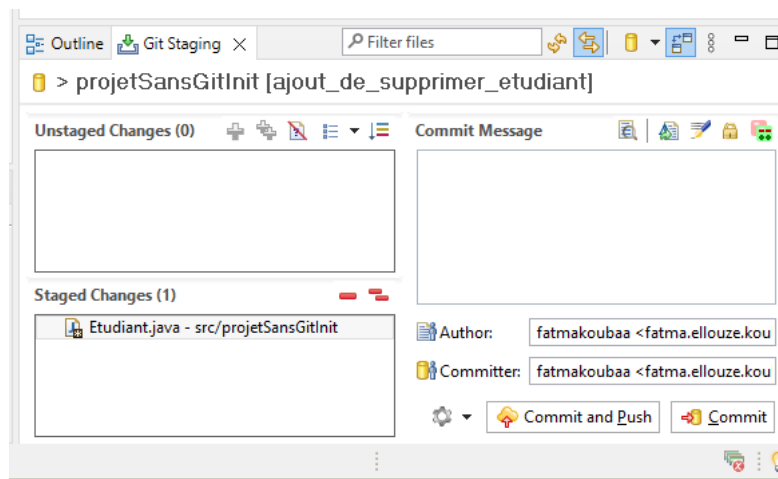 Outline Git Staging Filter files
> projetSansGitInit [ajout_de_supprimer_etudiant]
Unstaged Changes (0)
Commit Message
Staged Changes (1)
Etudiant.java - src/projetSansGitInit
Author: fatmakoubaa <fatma.ellouze.kou
Committer: fatmakoubaa <fatma.ellouze.kou
Commit and Push Commit